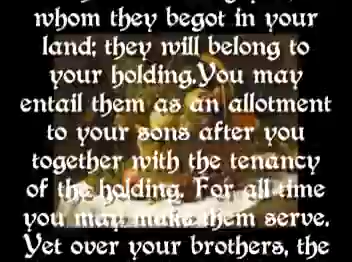 whom they begot in your
land; they will belong to
your holding.You may
entail them as an allotment
to your sons after you
together with the tenancy
of the holding. For all time
you may make them serve.
Yet over your brothers, the